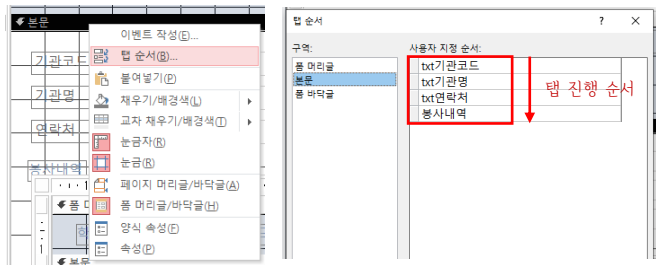 본문
기관코드
기관명
연락처
봉사내역
폼 머
본문
이벤트 작성(E)...
탭 순서(B)...
붙여넣기(P)
채우기/배경색(L)
교차 채우기/배경색(T)
눈금자(R)
눈금(R)
페이지 머리글/바닥글(A)
폼 머리글/바닥글(H)
양식 속성(F)
속성(P)
탭 순서
구역:
폼 머리글
본문
폼 바닥글
사용자 지정 순서:
txt기관코드
txt기관명
txt연락처
봉사내역
탭 진행 순서